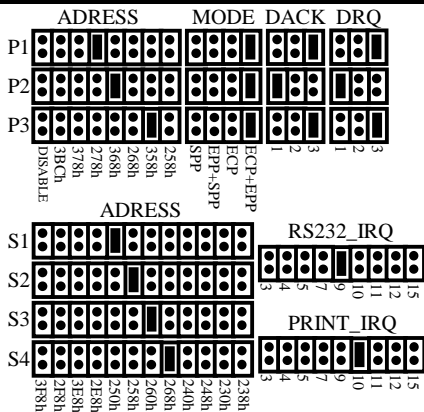 ADRESS MODE DACK DRQ
P1
P2
P3
DISABLE 3BCh 378h 278h 368h 268h 358h 258h SPP EPP+SPP ECP ECP+EPP 1 2 3 1 2 3
ADRESS
S1 RS232_IRQ
S2
3 4 5 7 9 10 11 12 15
S3
PRINT_IRQ
S4
3F8h 2F8h 3E8h 2E8h 250h 258h 260h 268h 240h 248h 230h 238h 3 4 5 7 9 10 11 12 15